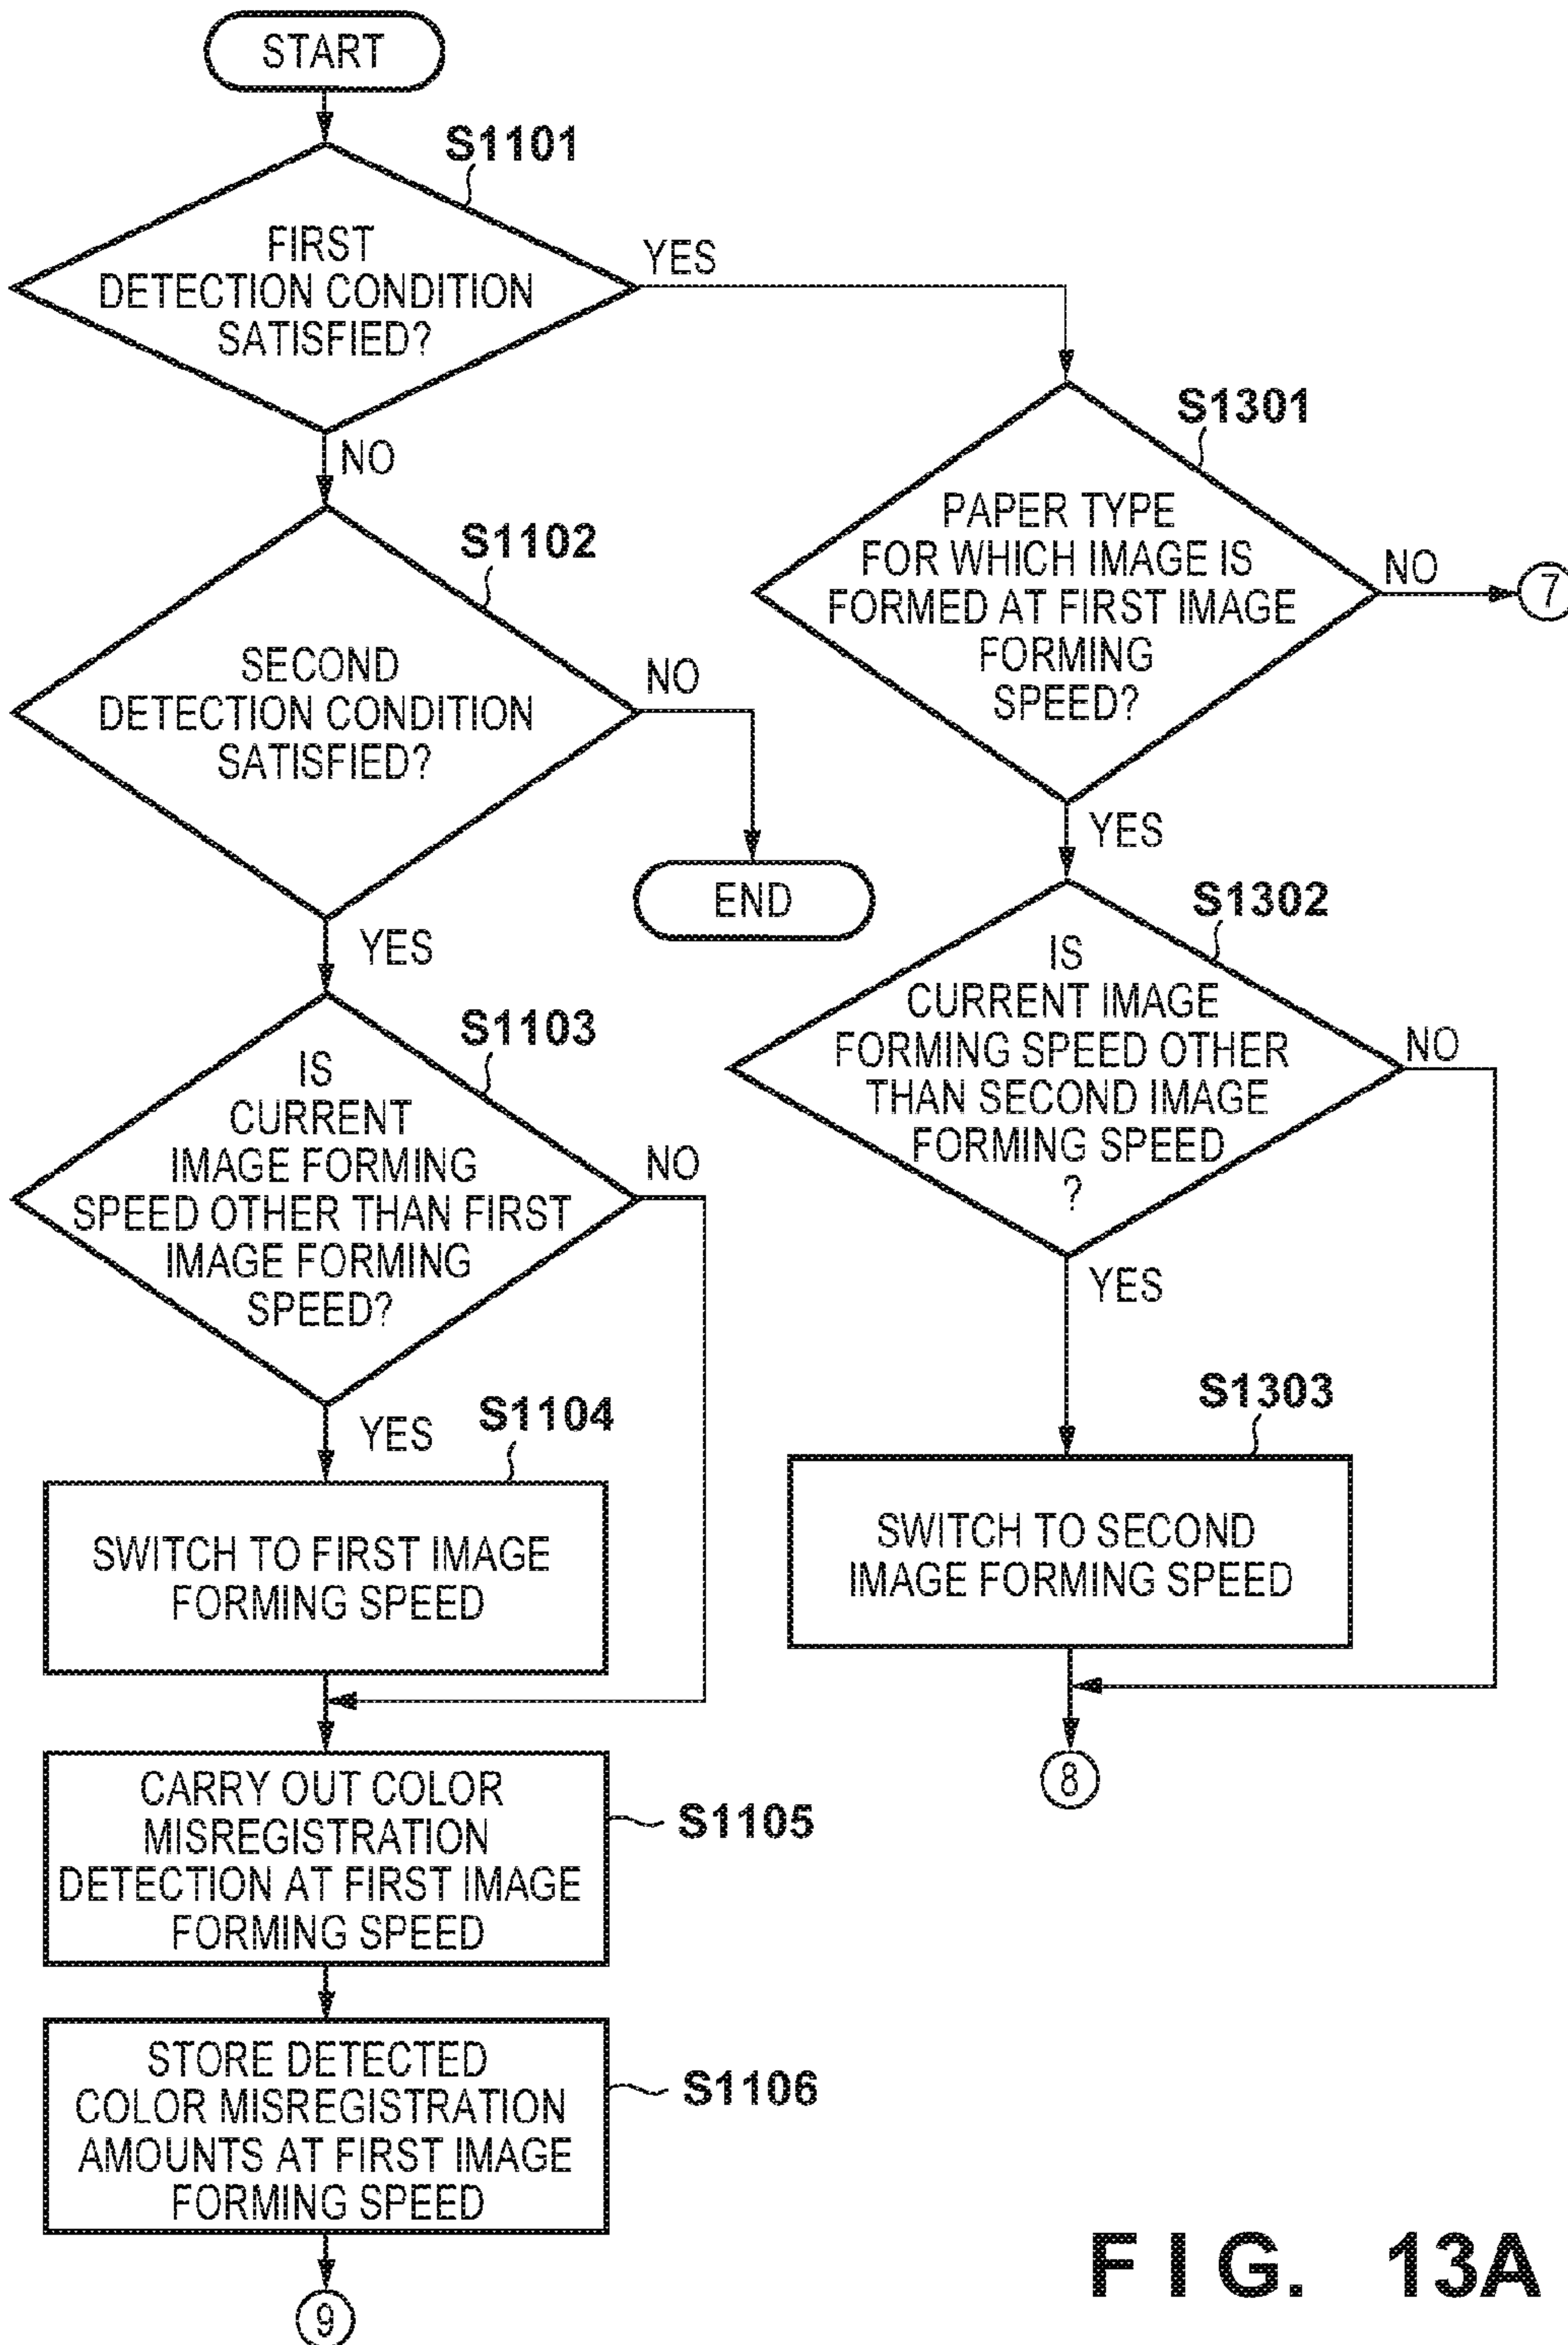 START
S1101
FIRST
DETECTION CONDITION
SATISFIED?
YES
NO
S1102
SECOND
DETECTION CONDITION
SATISFIED?
NO
END
YES
S1103
IS
CURRENT
IMAGE FORMING
SPEED OTHER THAN FIRST
IMAGE FORMING
SPEED?
NO
YES
S1104
SWITCH TO FIRST IMAGE
FORMING SPEED
CARRY OUT COLOR
MISREGISTRATION
DETECTION AT FIRST IMAGE
FORMING SPEED
S1105
STORE DETECTED
COLOR MISREGISTRATION
AMOUNTS AT FIRST IMAGE
FORMING SPEED
S1106
9
S1301
PAPER TYPE
FOR WHICH IMAGE IS
FORMED AT FIRST IMAGE
FORMING
SPEED?
NO
7
YES
S1302
IS
CURRENT IMAGE
FORMING SPEED OTHER
THAN SECOND IMAGE
FORMING SPEED
?
NO
YES
S1303
SWITCH TO SECOND
IMAGE FORMING SPEED
8
FIG. 13A